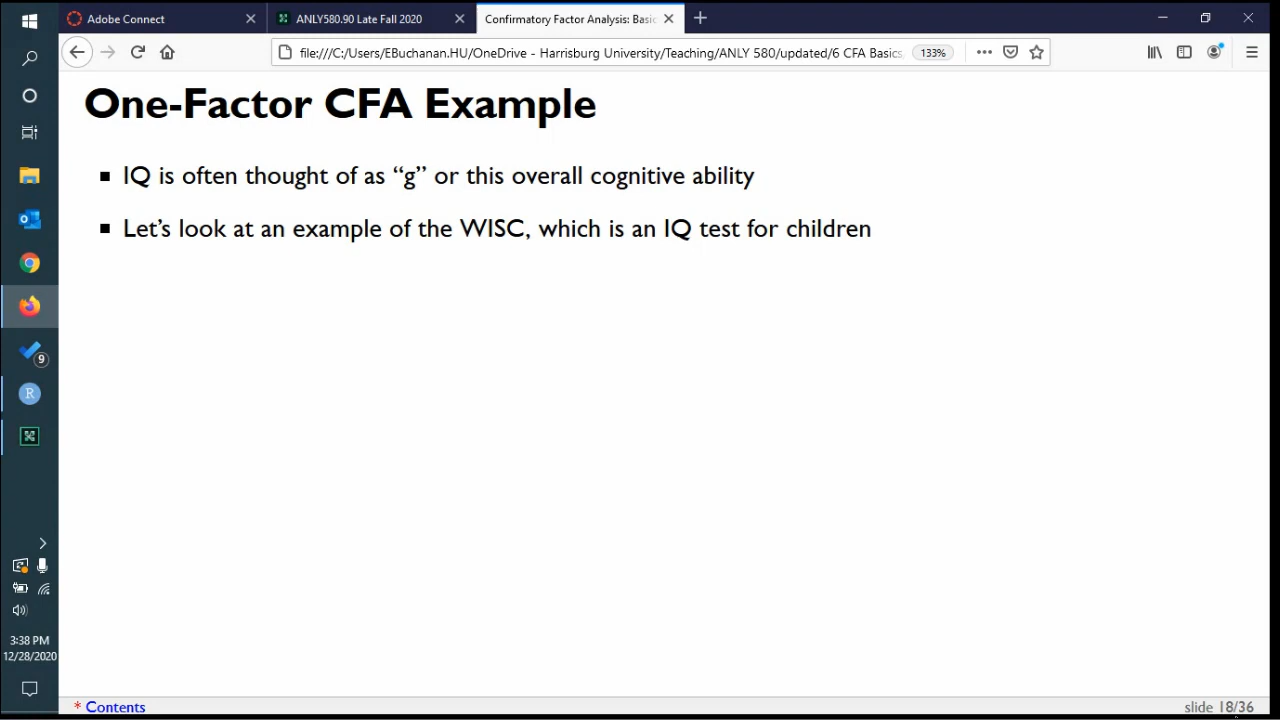 Adobe Connect
ANLY580.90 Late Fall 2020
Confirmatory Factor Analysis: Basic
file:///C:/Users/EBuchanan.HU/OneDrive - Harrisburg University/Teaching/ANLY 580/updated/6 CFA Basics,
133%
One-Factor CFA Example
IQ is often thought of as “g” or this overall cognitive ability
Let’s look at an example of the WISC, which is an IQ test for children
9
R
3:38 PM
12/28/2020
* Contents
slide 18/36